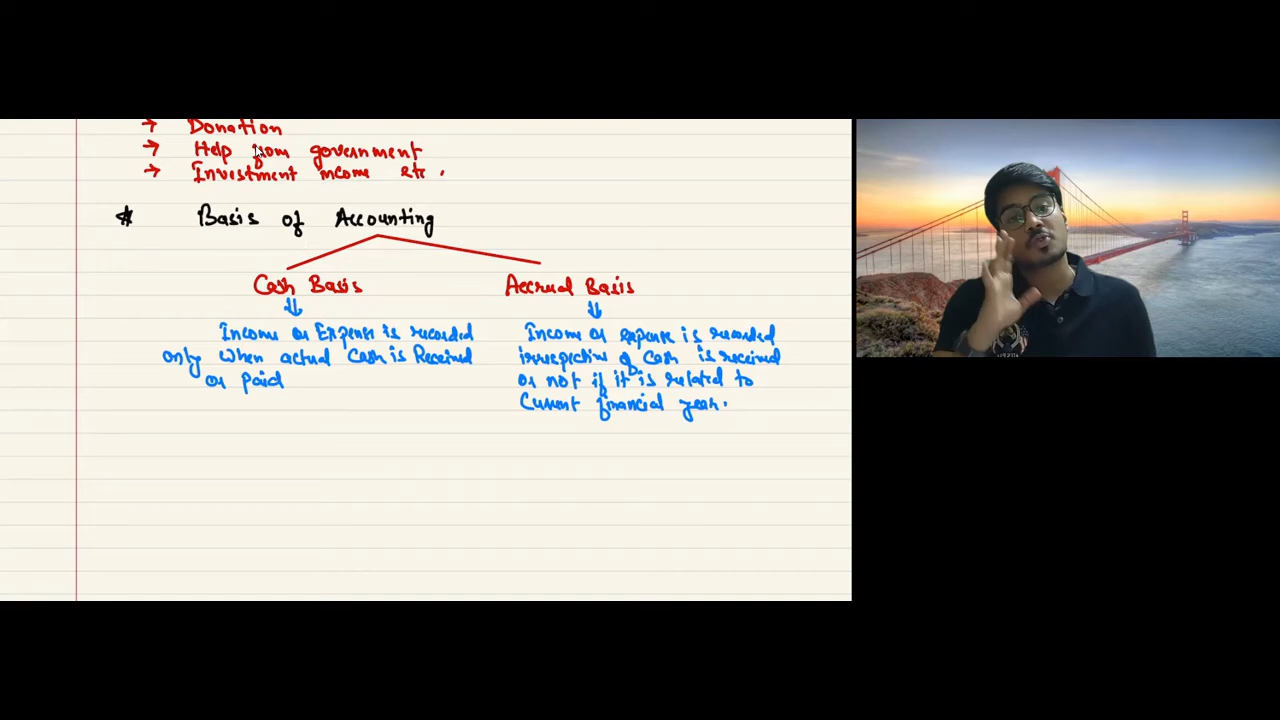 → Donation
→ Help from government
→ Investment income etc.
* Basis of Accounting
Cash Basis
Accrual Basis
Income or Expense is recorded
only when actual Cash is Received
or paid
Income or expense is recorded
irrespective of Cash is received
or not if it is related to
Current financial year.